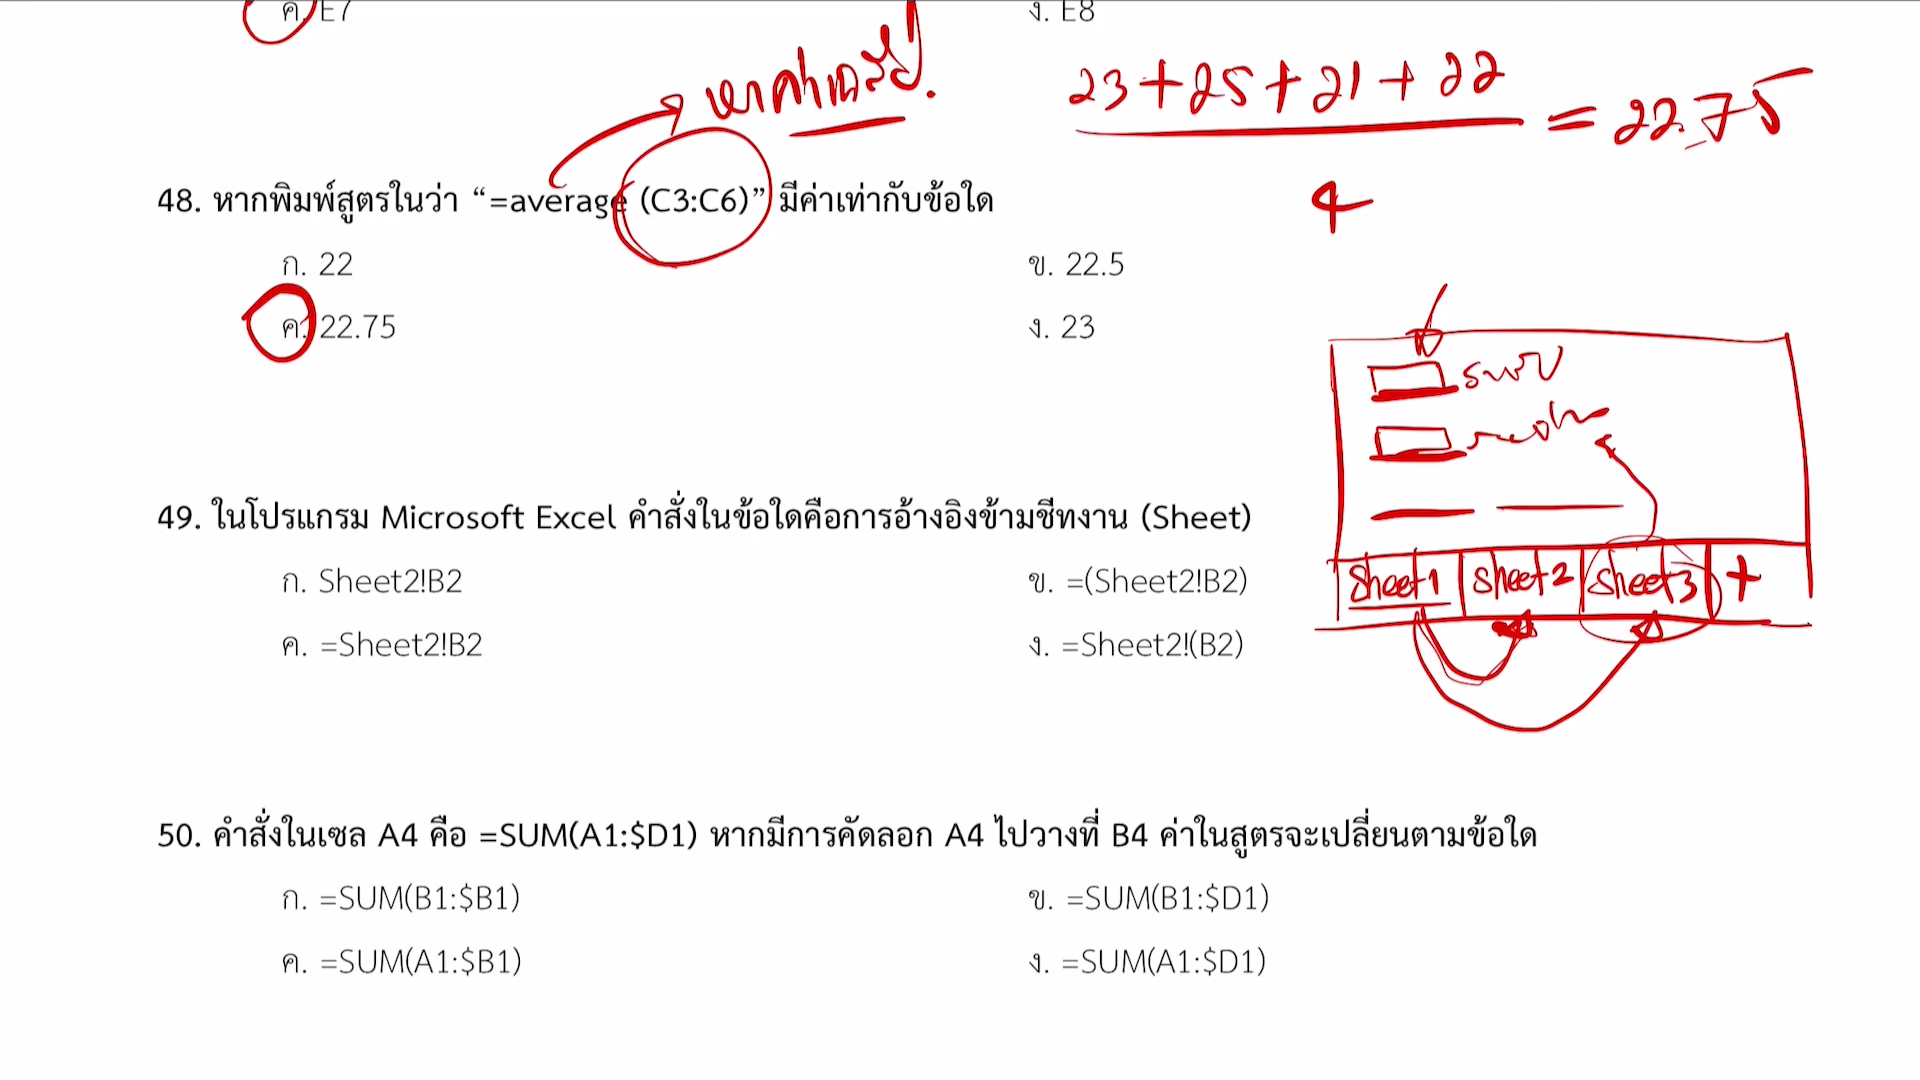 ค. E7
ง. E8
หาค่าเฉลี่ย.
23+25+21+22
= 22.75
4
48. หากพิมพ์สูตรในว่า “=average (C3:C6)” มีค่าเท่ากับข้อใด
ก. 22
ข. 22.5
ค. 22.75
ง. 23
49. ในโปรแกรม Microsoft Excel คำสั่งในข้อใดคือการอ้างอิงข้ามชีทงาน (Sheet)
ก. Sheet2!B2
ข. =(Sheet2!B2)
ค. =Sheet2!B2
ง. =Sheet2!(B2)
Sheet1 Sheet2 Sheet3 +
50. คำสั่งในเซล A4 คือ =SUM(A1:$D1) หากมีการคัดลอก A4 ไปวางที่ B4 ค่าในสูตรจะเปลี่ยนตามข้อใด
ก. =SUM(B1:$B1)
ข. =SUM(B1:$D1)
ค. =SUM(A1:$B1)
ง. =SUM(A1:$D1)